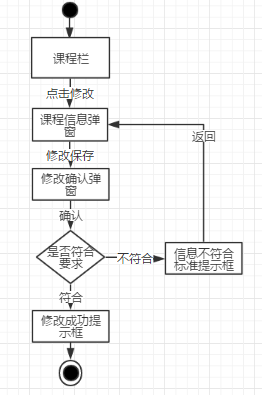 课程栏
点击修改
课程信息弹
窗
返回
修改保存
修改确认弹
窗
确认
是否符合
要求
不符合
信息不符合
标准提示框
符合
修改成功提
示框